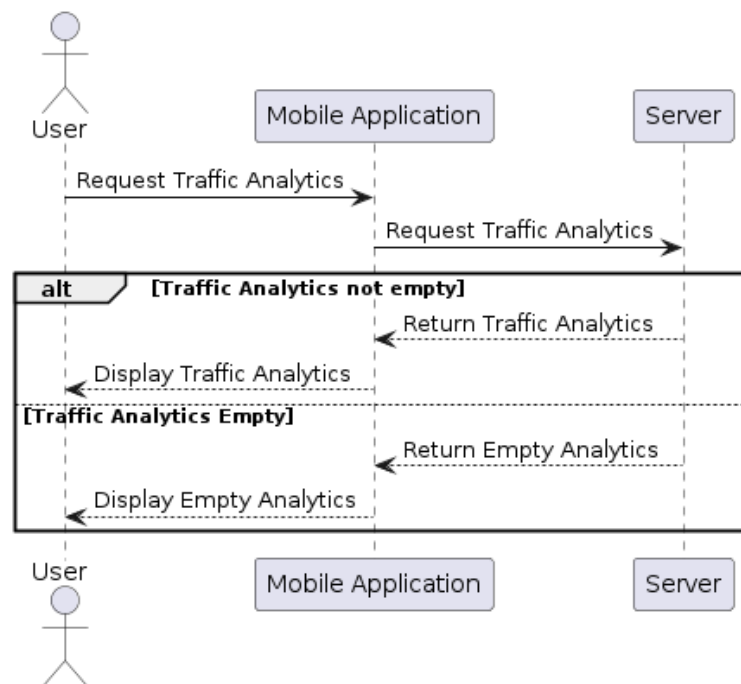 User
Mobile Application
Server
Request Traffic Analytics
Request Traffic Analytics
alt
[Traffic Analytics not empty]
Return Traffic Analytics
Display Traffic Analytics
[Traffic Analytics Empty]
Return Empty Analytics
Display Empty Analytics
User
Mobile Application
Server